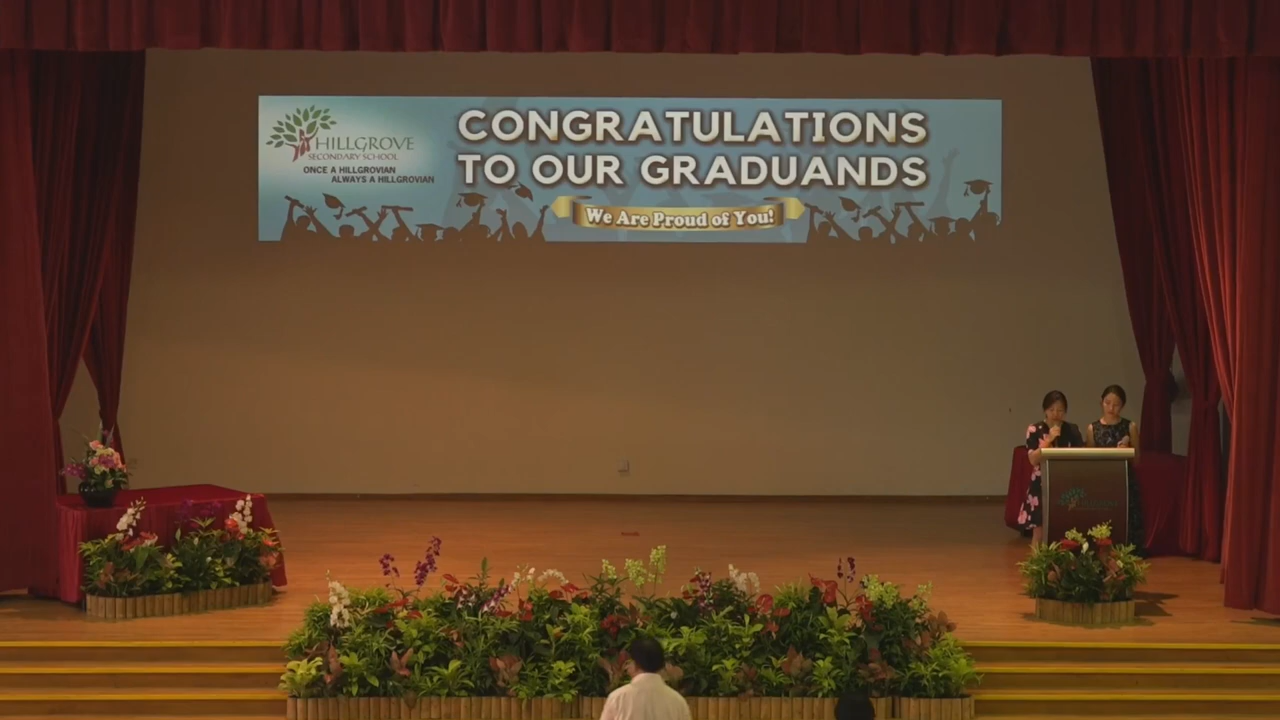 HILLGROVE
SECONDARY SCHOOL
ONCE A HILLGROVIAN
ALWAYS A HILLGROVIAN
CONGRATULATIONS
TO OUR GRADUANDS
We Are Proud of You!